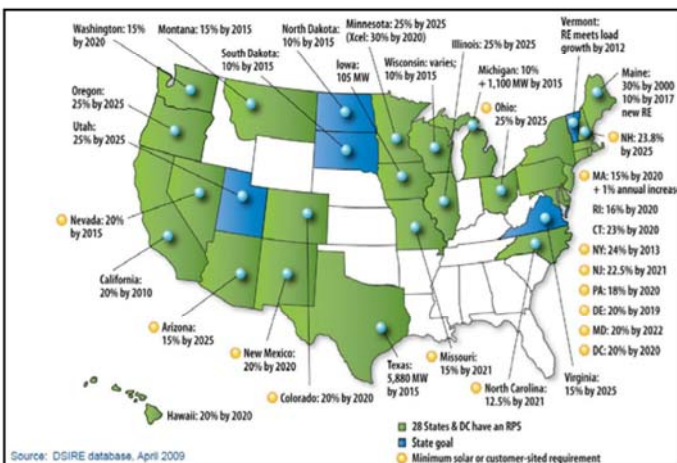 Washington: 15%
by 2020
Montana: 15% by 2015
North Dakota:
10% by 2015
South Dakota:
10% by 2015
Minnesota: 25% by 2025
(Xcel: 30% by 2020)
Iowa:
105 MW
Wisconsin: varies;
10% by 2015
Illinois: 25% by 2025
Michigan: 10%
+ 1,100 MW by 2015
Vermont:
RE meets load
growth by 2012
Maine:
30% by 2000
10% by 2017
new RE
Oregon:
25% by 2025
Utah:
25% by 2025
Ohio:
25% by 2025
NH: 23.8%
by 2025
MA: 15% by 2020
+ 1% annual increase
RI: 16% by 2020
CT: 23% by 2020
NY: 24% by 2013
NJ: 22.5% by 2021
PA: 18% by 2020
DE: 20% by 2019
MD: 20% by 2022
DC: 20% by 2020
Nevada: 20%
by 2015
California:
20% by 2010
Arizona:
15% by 2025
New Mexico:
20% by 2020
Colorado: 20% by 2020
Texas:
5,880 MW
by 2015
Missouri:
15% by 2021
North Carolina:
12.5% by 2021
Virginia:
15% by 2025
Hawaii: 20% by 2020
28 States & DC have an RPS
State goal
Minimum solar or customer-sited requirement
Source: DSIRE database, April 2009